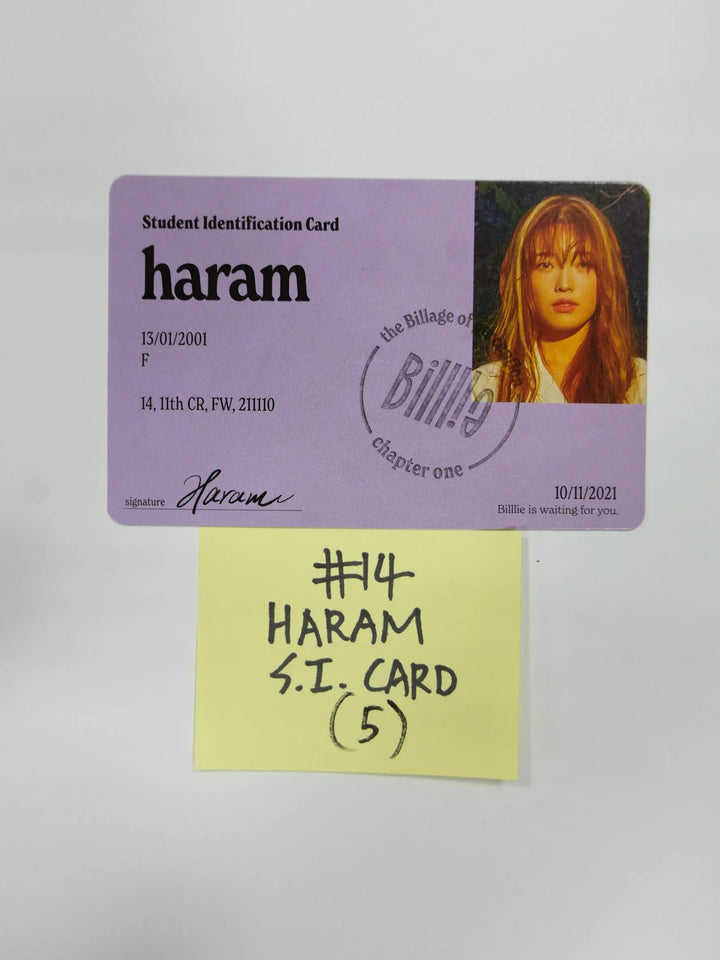 Student Identification Card
haram
13/01/2001
F
14, 11th CR, FW, 211110
the Billage of
Billlie
chapter one
signature Haram
10/11/2021
Billlie is waiting for you.
#14
HARAM
S.I. CARD
(5)